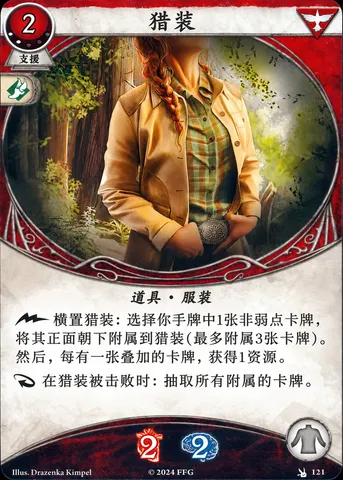 2
猎装
支援
道具·服装
横置猎装：选择你手牌中1张非弱点卡牌，
将其正面朝下附属到猎装(最多附属3张卡牌)。
然后，每有一张叠加的卡牌，获得1资源。
在猎装被击败时：抽取所有附属的卡牌。
2 2
Illus. Drazenka Kimpel © 2024 FFG 121